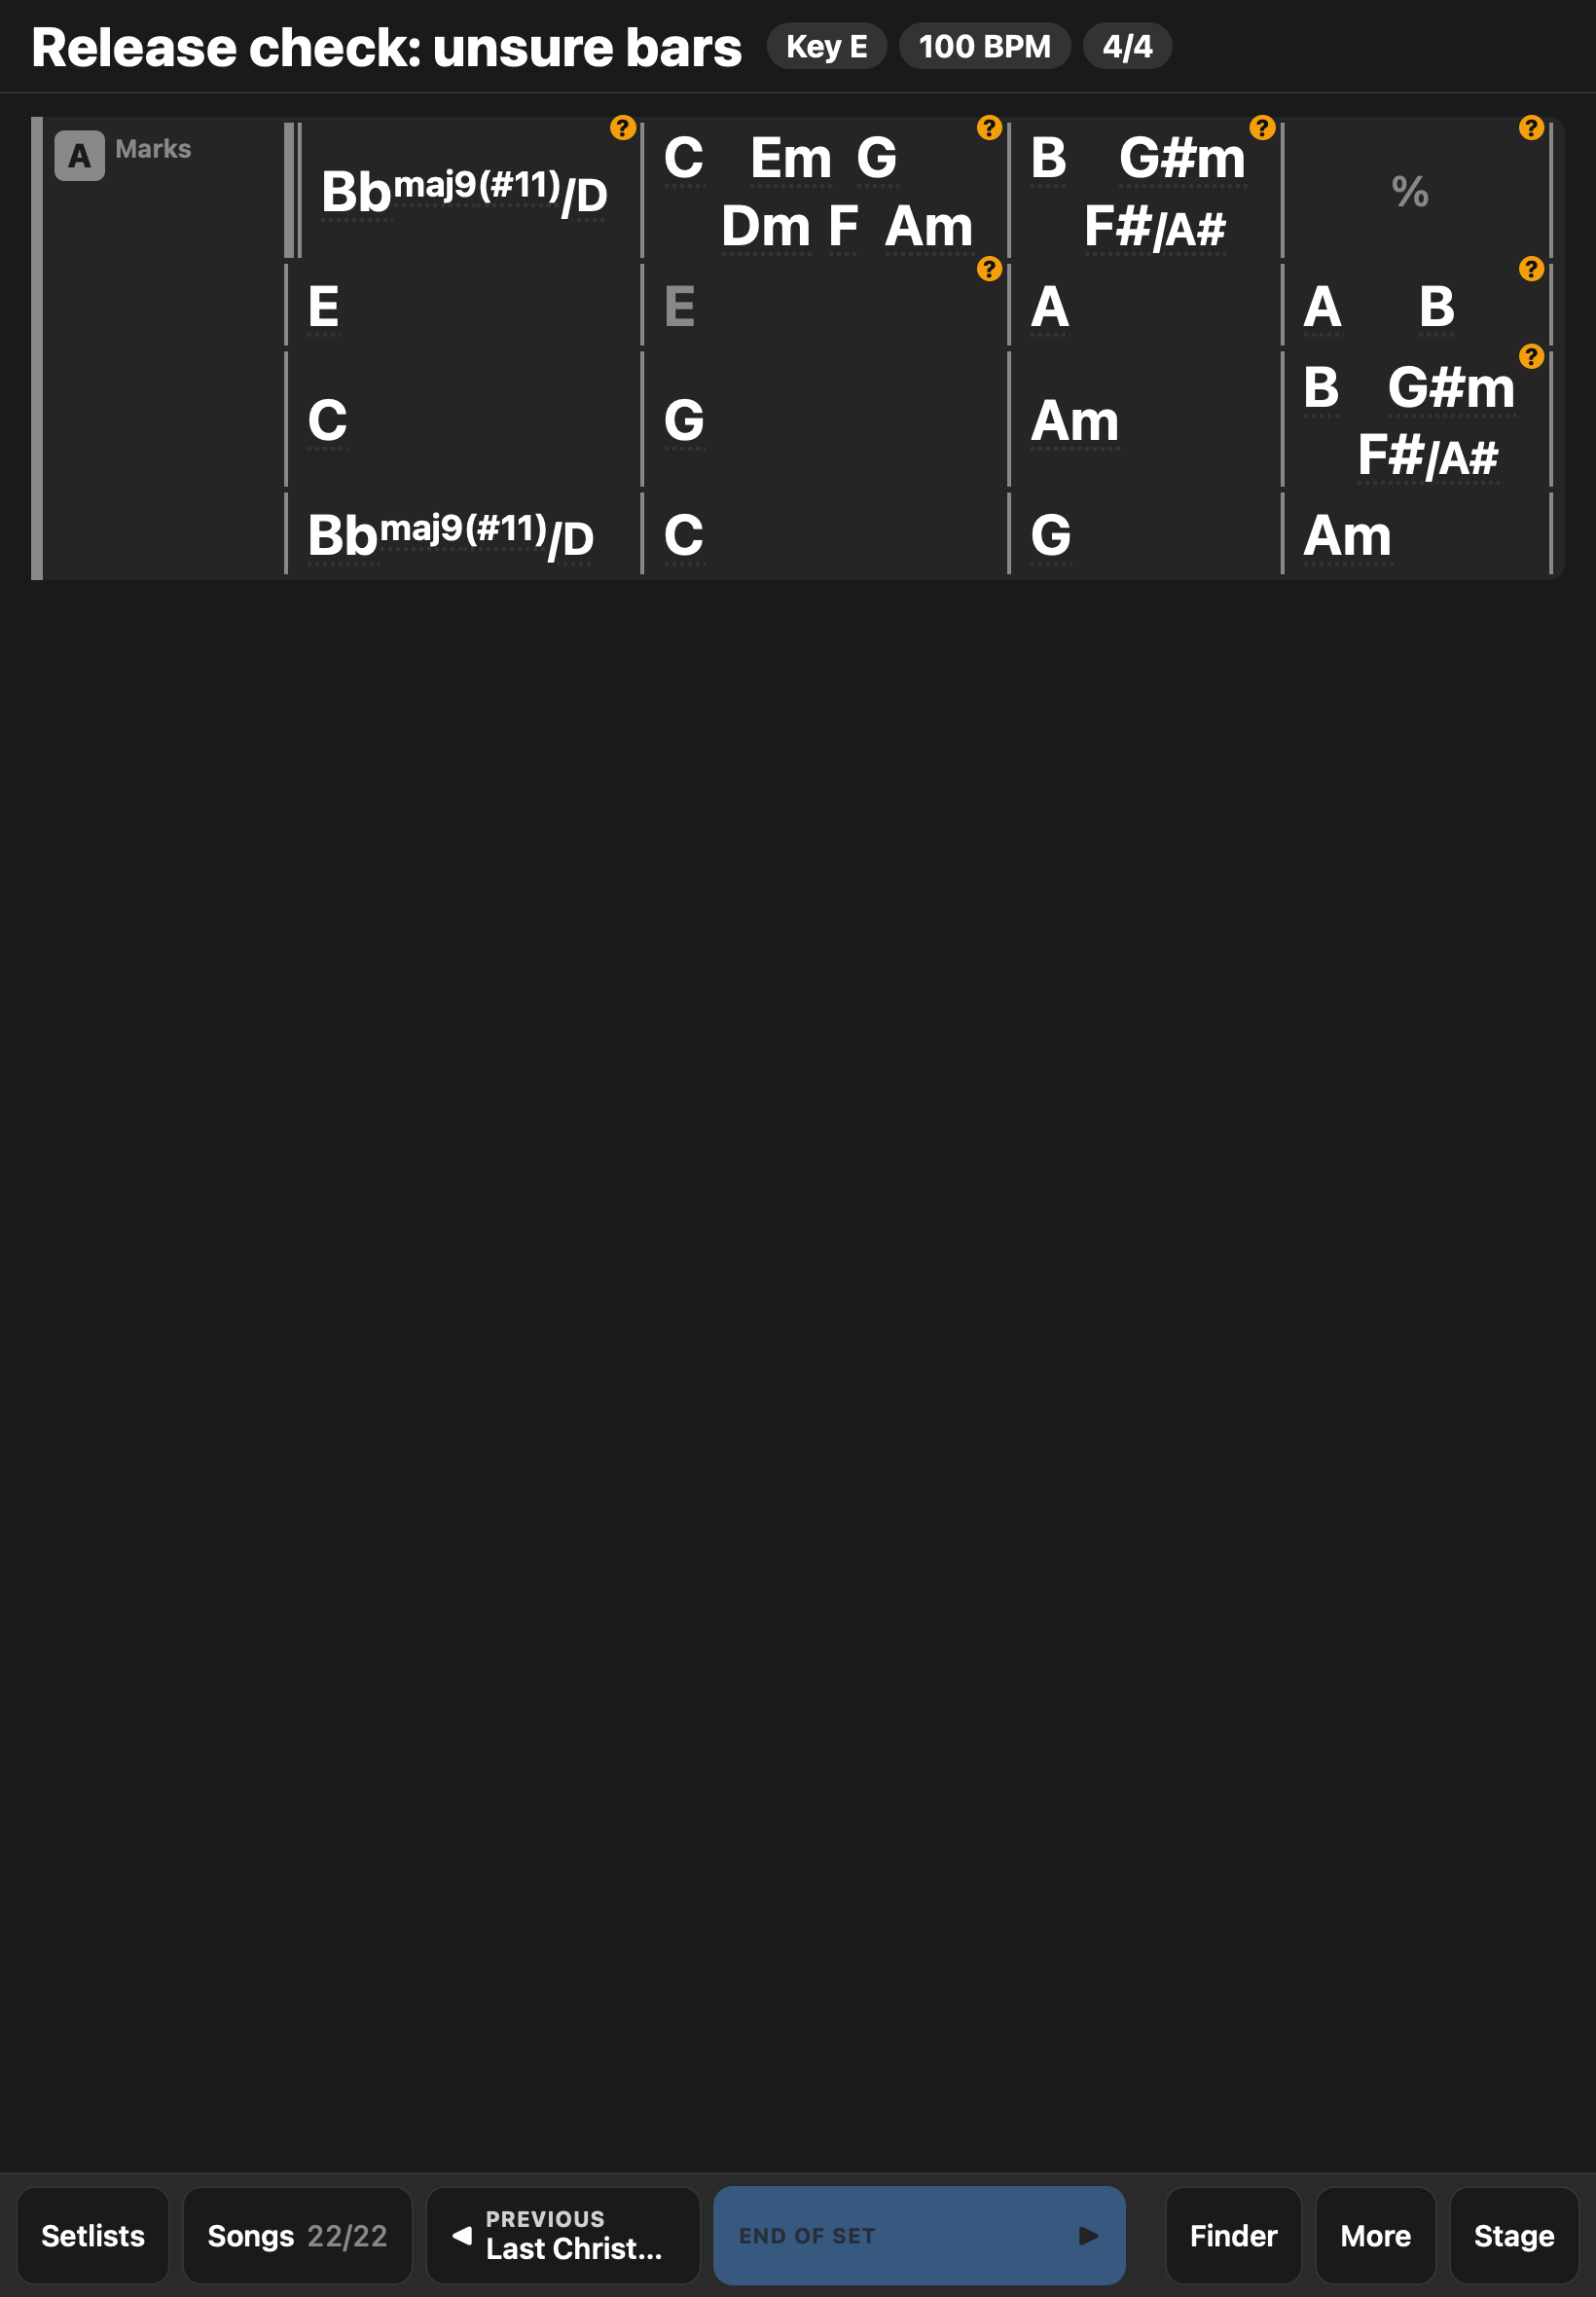 Release check: unsure bars Key E 100 BPM 4/4
A Marks
? ? ? ?
Bbmaj9(#11)/D C Em G B G#m %
Dm F Am F#/A#
? ?
E E A A B
?
C G Am B G#m
F#/A#
Bbmaj9(#11)/D C G Am
Setlists Songs 22/22 ◀ PREVIOUS
Last Christ... END OF SET ▶ Finder More Stage